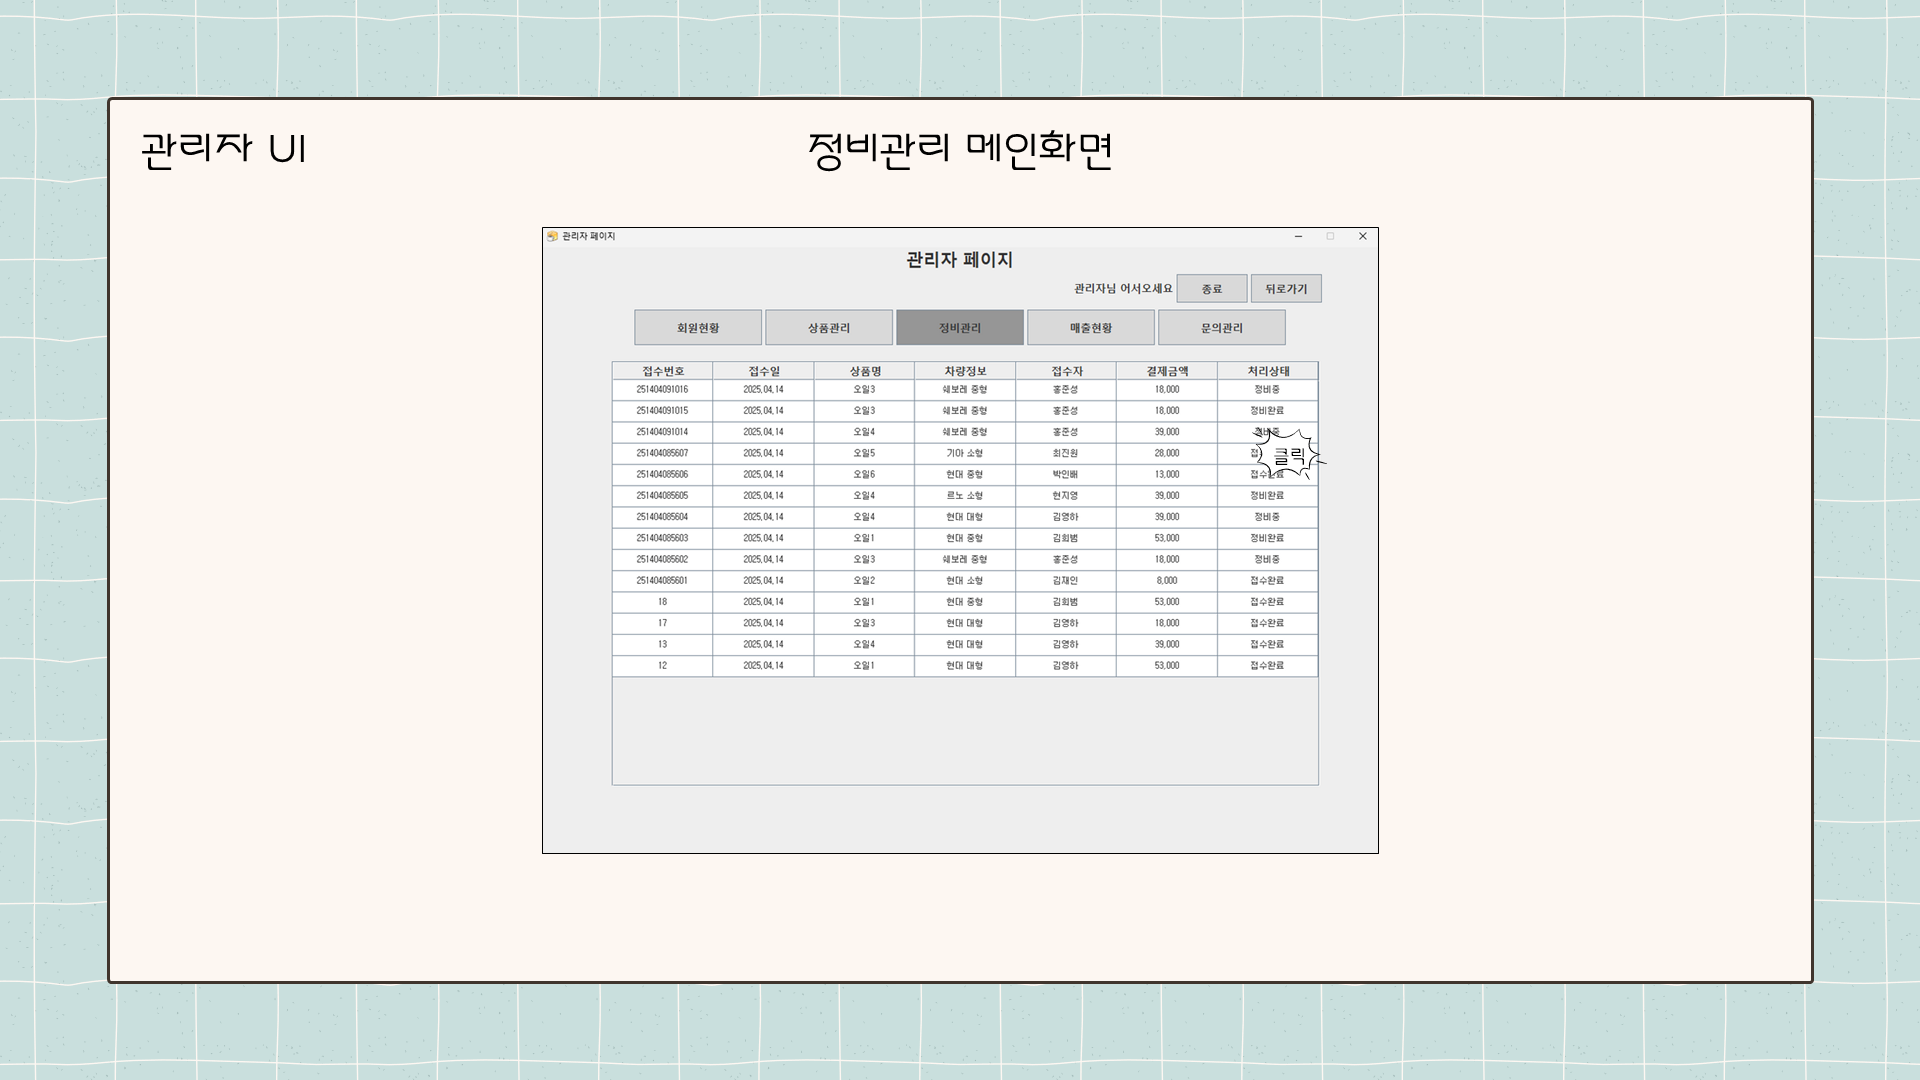 관리자 UI
정비관리 메인화면
관리자 페이지
관리자 페이지
관리자님 어서오세요 종료 뒤로가기
회원현황 상품관리 정비관리 매출현황 문의관리
접수번호 접수일 상품명 차량정보 접수자 결제금액 처리상태
251404091016 2025.04.14 오일3 쉐보레 중형 홍준성 18,000 정비중
251404091015 2025.04.14 오일3 쉐보레 중형 홍준성 18,000 정비완료
251404091014 2025.04.14 오일4 쉐보레 중형 홍준성 39,000 정비중
251404085607 2025.04.14 오일5 기아 소형 최진원 28,000
클릭
251404085606 2025.04.14 오일6 현대 중형 박민배 13,000 접수완료
251404085605 2025.04.14 오일4 르노 소형 현지영 39,000 정비완료
251404085604 2025.04.14 오일4 현대 대형 김영하 39,000 정비중
251404085603 2025.04.14 오일1 현대 중형 김희범 53,000 정비완료
251404085602 2025.04.14 오일3 쉐보레 중형 홍준성 18,000 정비중
251404085601 2025.04.14 오일2 현대 소형 김재민 8,000 접수완료
18 2025.04.14 오일1 현대 중형 김희범 53,000 접수완료
17 2025.04.14 오일3 현대 대형 김영하 18,000 접수완료
13 2025.04.14 오일4 현대 대형 김영하 39,000 접수완료
12 2025.04.14 오일1 현대 대형 김영하 53,000 접수완료